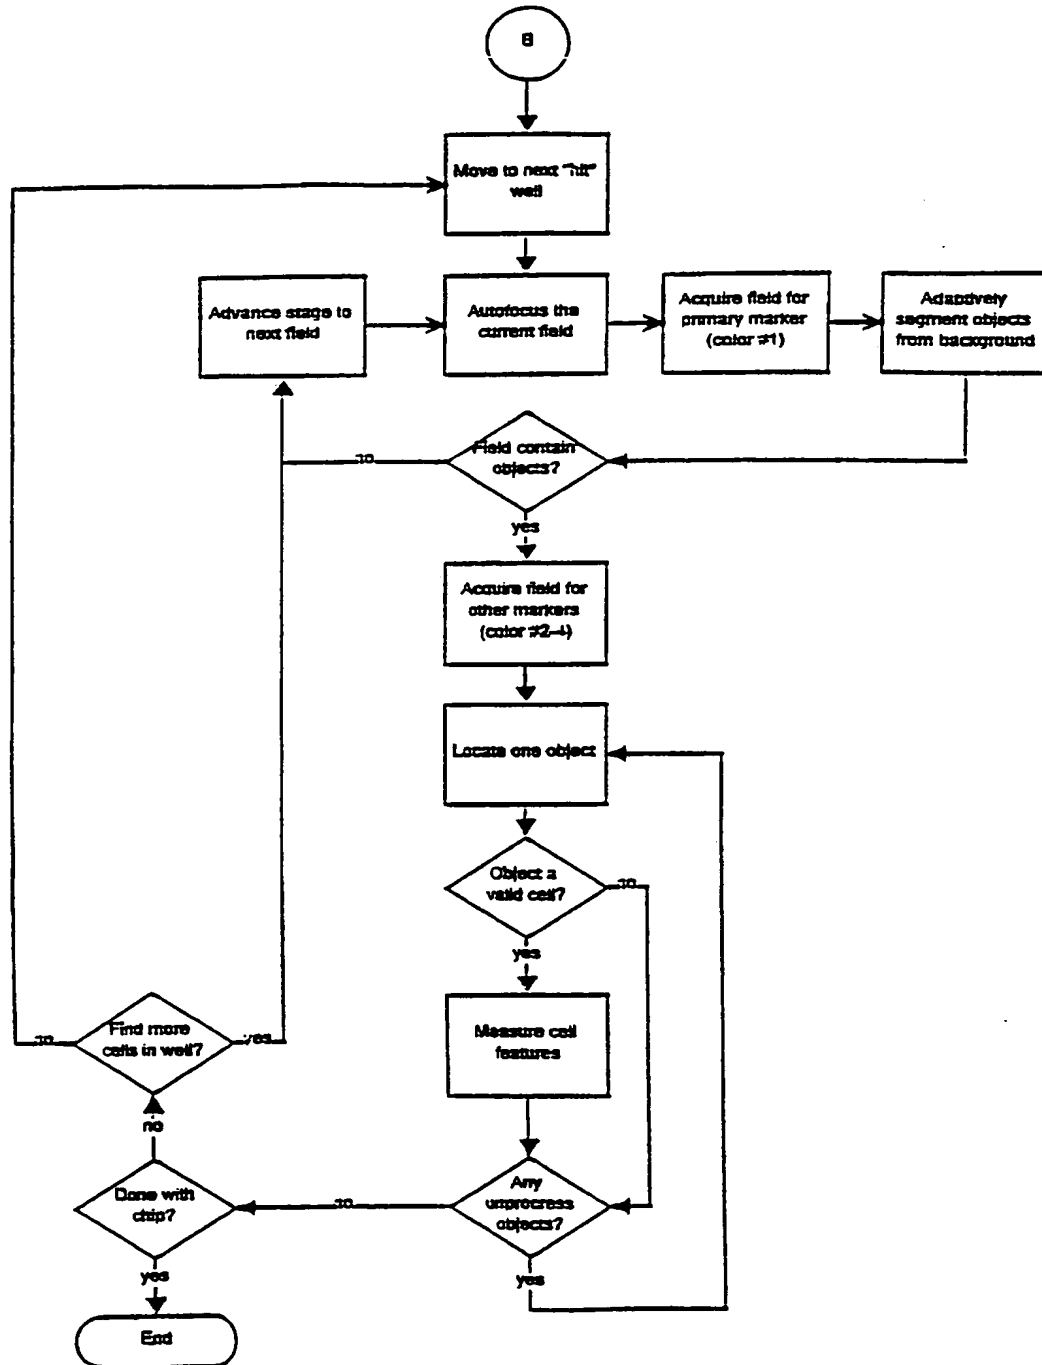 B
Move to next "hit"
well
Advance stage to
next field
Autofocus the
current field
Acquire field for
primary marker
(color #1)
Adaptively
segment objects
from background
Field contain
objects?
no
yes
Acquire field for
other markers
(color #2-4)
Locate one object
Object a
valid cell?
no
yes
Measure cell
features
Find more
cells in well?
no
yes
no
Done with
chip?
no
Any
unprocress
objects?
yes
yes
End